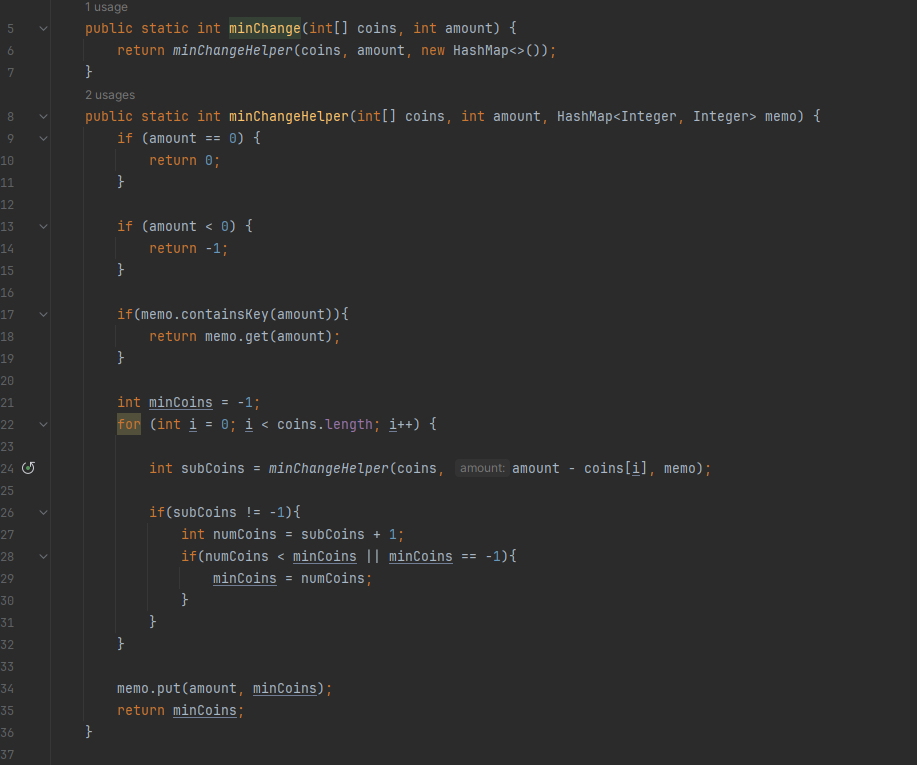 1 usage
5 public static int minChange(int[] coins, int amount) {
6 return minChangeHelper(coins, amount, new HashMap<>());
7 }
2 usages
8 public static int minChangeHelper(int[] coins, int amount, HashMap<Integer, Integer> memo) {
9 if (amount == 0) {
10 return 0;
11 }
12
13 if (amount < 0) {
14 return -1;
15 }
16
17 if(memo.containsKey(amount)){
18 return memo.get(amount);
19 }
20
21 int minCoins = -1;
22 for (int i = 0; i < coins.length; i++) {
23
24 int subCoins = minChangeHelper(coins, amount: amount - coins[i], memo);
25
26 if(subCoins != -1){
27 int numCoins = subCoins + 1;
28 if(numCoins < minCoins || minCoins == -1){
29 minCoins = numCoins;
30 }
31 }
32 }
33
34 memo.put(amount, minCoins);
35 return minCoins;
36 }
37